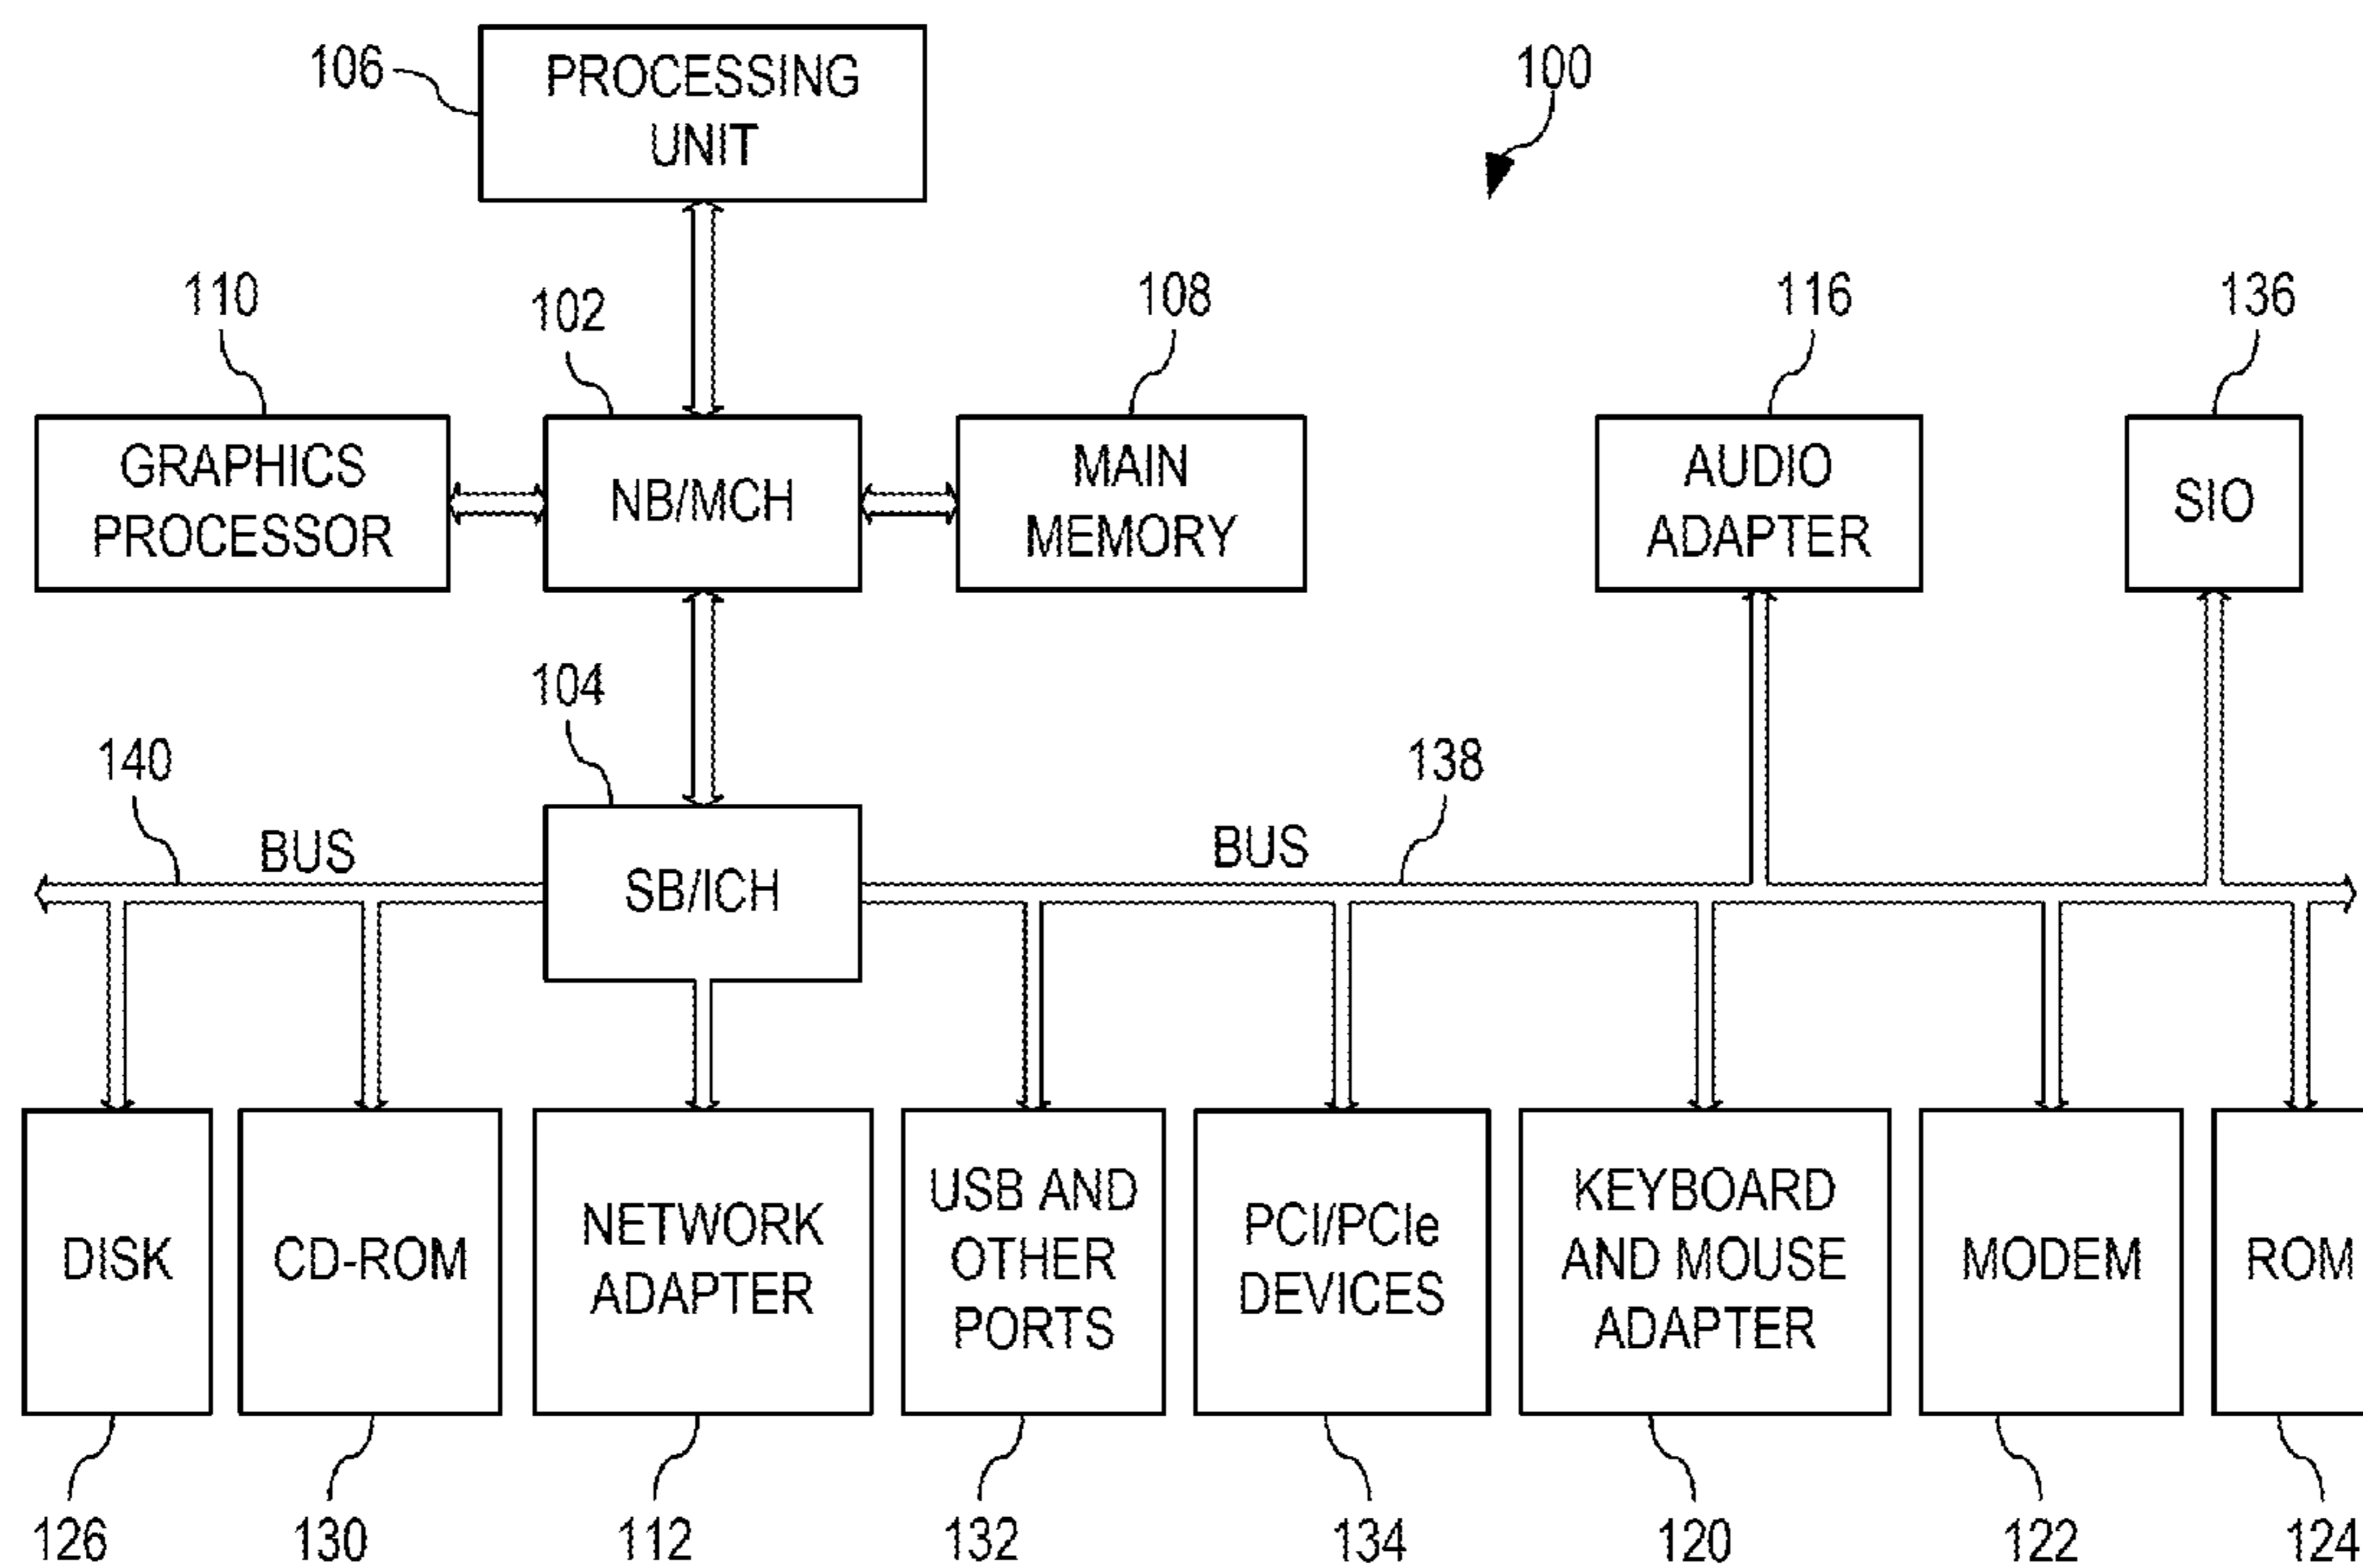 106
PROCESSING
UNIT
100
110
102
108
116
136
GRAPHICS
PROCESSOR
NB/MCH
MAIN
MEMORY
AUDIO
ADAPTER
SIO
104
140
138
BUS
SB/ICH
BUS
DISK
CD-ROM
NETWORK
ADAPTER
USB AND
OTHER
PORTS
PCI/PCIe
DEVICES
KEYBOARD
AND MOUSE
ADAPTER
MODEM
ROM
126
130
112
132
134
120
122
124